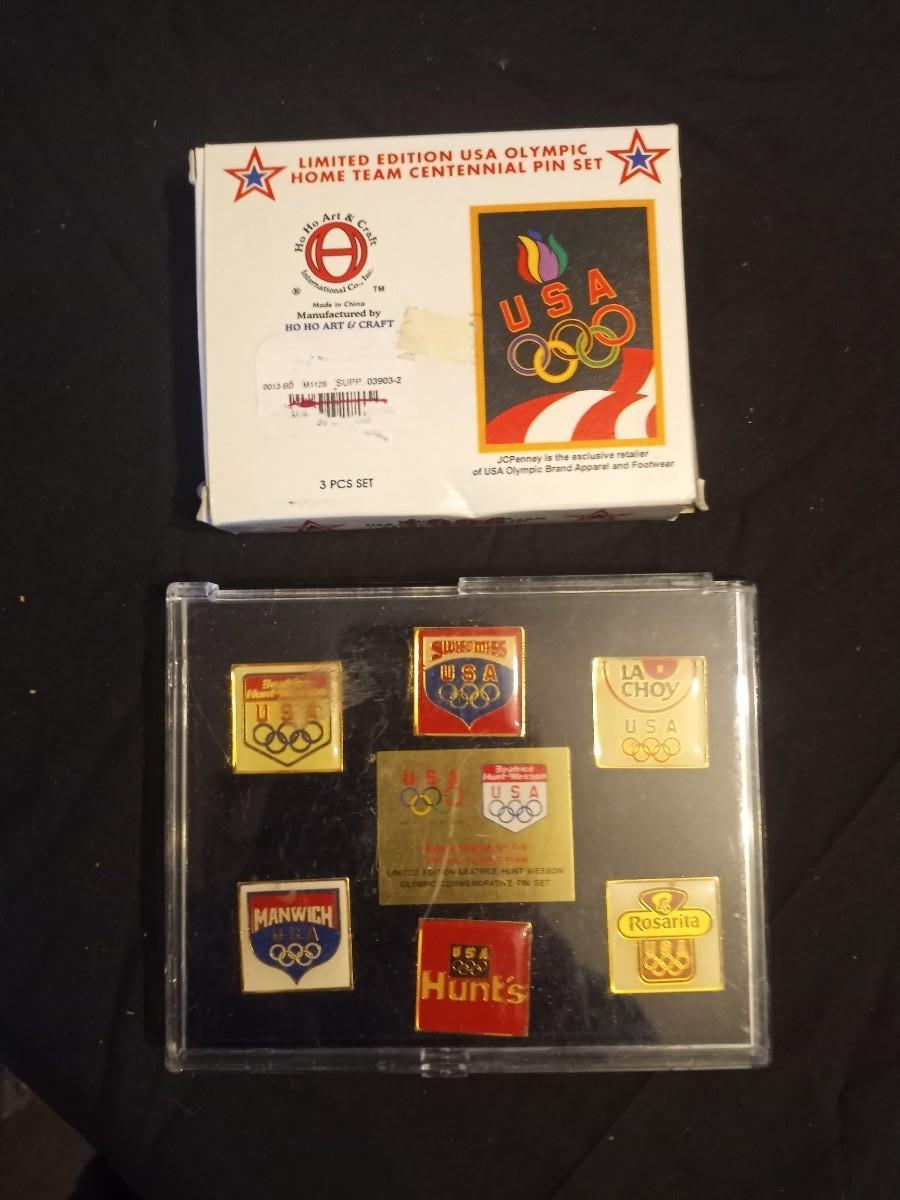 LIMITED EDITION USA OLYMPIC
HOME TEAM CENTENNIAL PIN SET
Ho Ho Art & Craft
International Co., Inc.
® TM
Made in China
Manufactured by
HO HO ART & CRAFT
0013-BO M1128 SUPP. 03903-2
U.S.
3 PCS SET
USA
JCPenney is the exclusive retailer
of USA Olympic Brand Apparel and Footwear
Beatrice
Hunt-Wesson
USA
SWISS MISS
USA
LA
CHOY
USA
USA
Beatrice
Hunt-Wesson
USA
LIMITED EDITION BEATRICE/HUNT WESSON
OLYMPIC COMMEMORATIVE PIN SET
MANWICH
USA
USA
Hunt's
Rosarita
USA